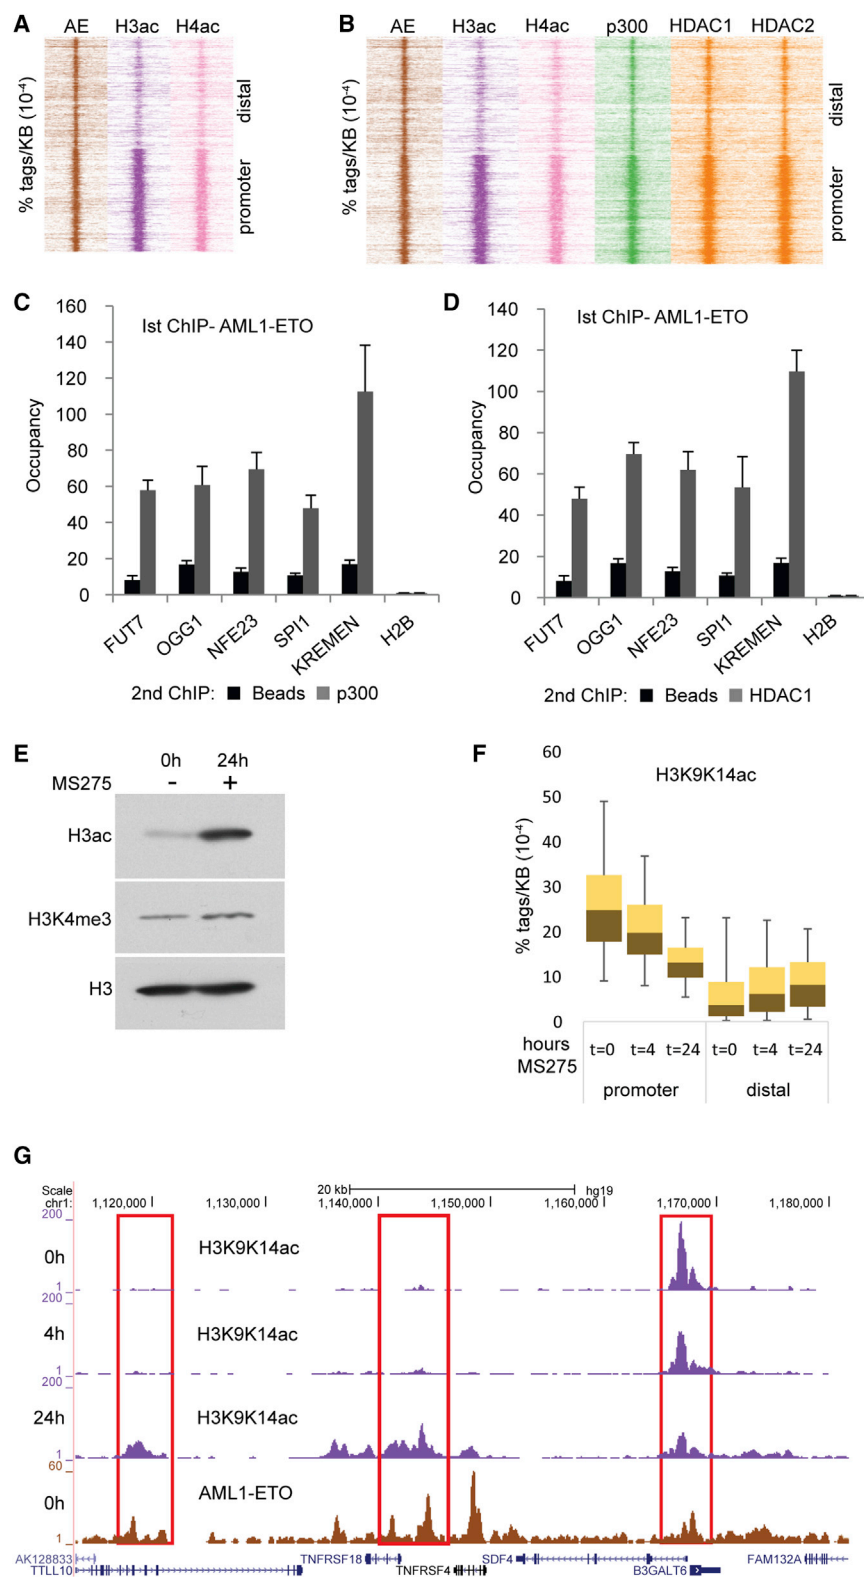 A
AE H3ac H4ac
% tags/KB (10-4)
distal
promoter
B
AE H3ac H4ac p300 HDAC1 HDAC2
% tags/KB (10-4)
distal
promoter
C
Ist ChIP- AML1-ETO
Occupancy
160
140
120
100
80
60
40
20
0
FUT7 OGG1 NFE23 SPI1 KREMEN H2B
2nd ChIP: Beads p300
D
Ist ChIP- AML1-ETO
Occupancy
140
120
100
80
60
40
20
0
FUT7 OGG1 NFE23 SPI1 KREMEN H2B
2nd ChIP: Beads HDAC1
E
0h 24h
MS275 - +
H3ac
H3K4me3
H3
F
H3K9K14ac
% tags/KB (10-4)
60
50
40
30
20
10
0
hours t=0 t=4 t=24 t=0 t=4 t=24
MS275
promoter distal
G
Scale 20 kb hg19
chr1: 1,120,000 1,130,000 1,140,000 1,150,000 1,160,000 1,170,000 1,180,000
200
0h H3K9K14ac
1
200
4h H3K9K14ac
1
200
24h H3K9K14ac
1
60
0h AML1-ETO
1
AK128833 TNFRSF18 SDF4 FAM132A
TTLL10 TNFRSF4 B3GALT6